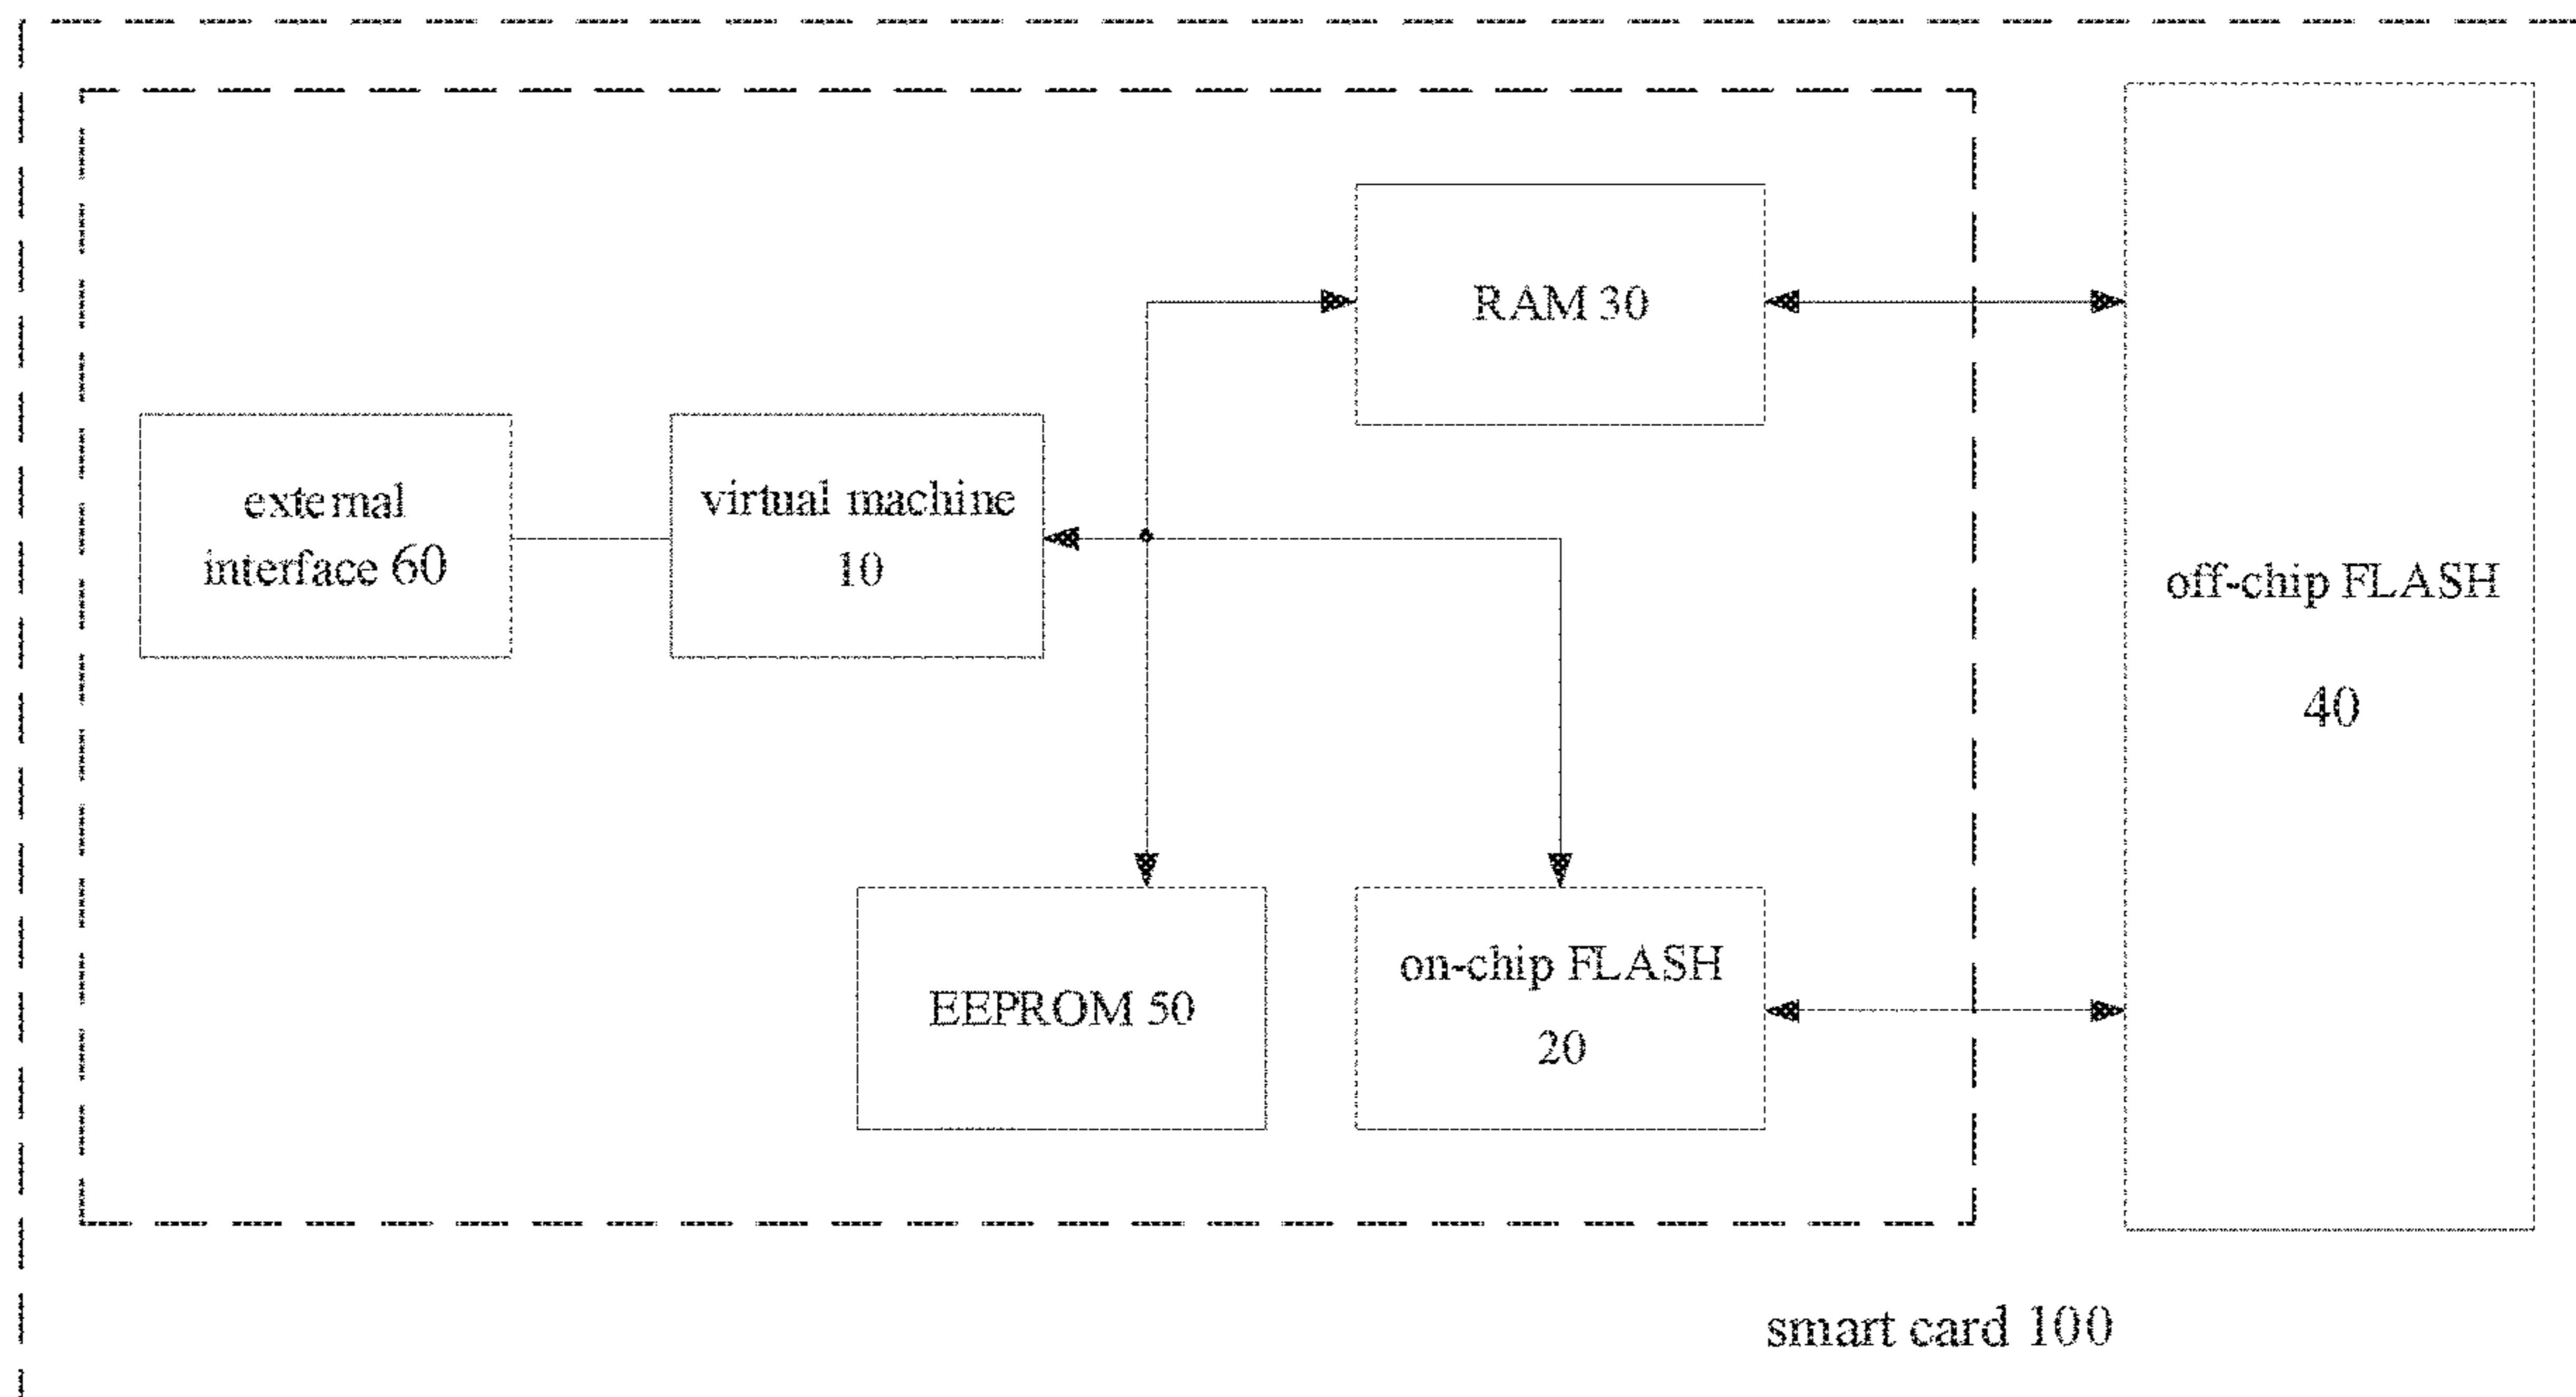 RAM 30
external
interface 60
virtual machine
10
off-chip FLASH
40
EEPROM 50
on-chip FLASH
20
smart card 100